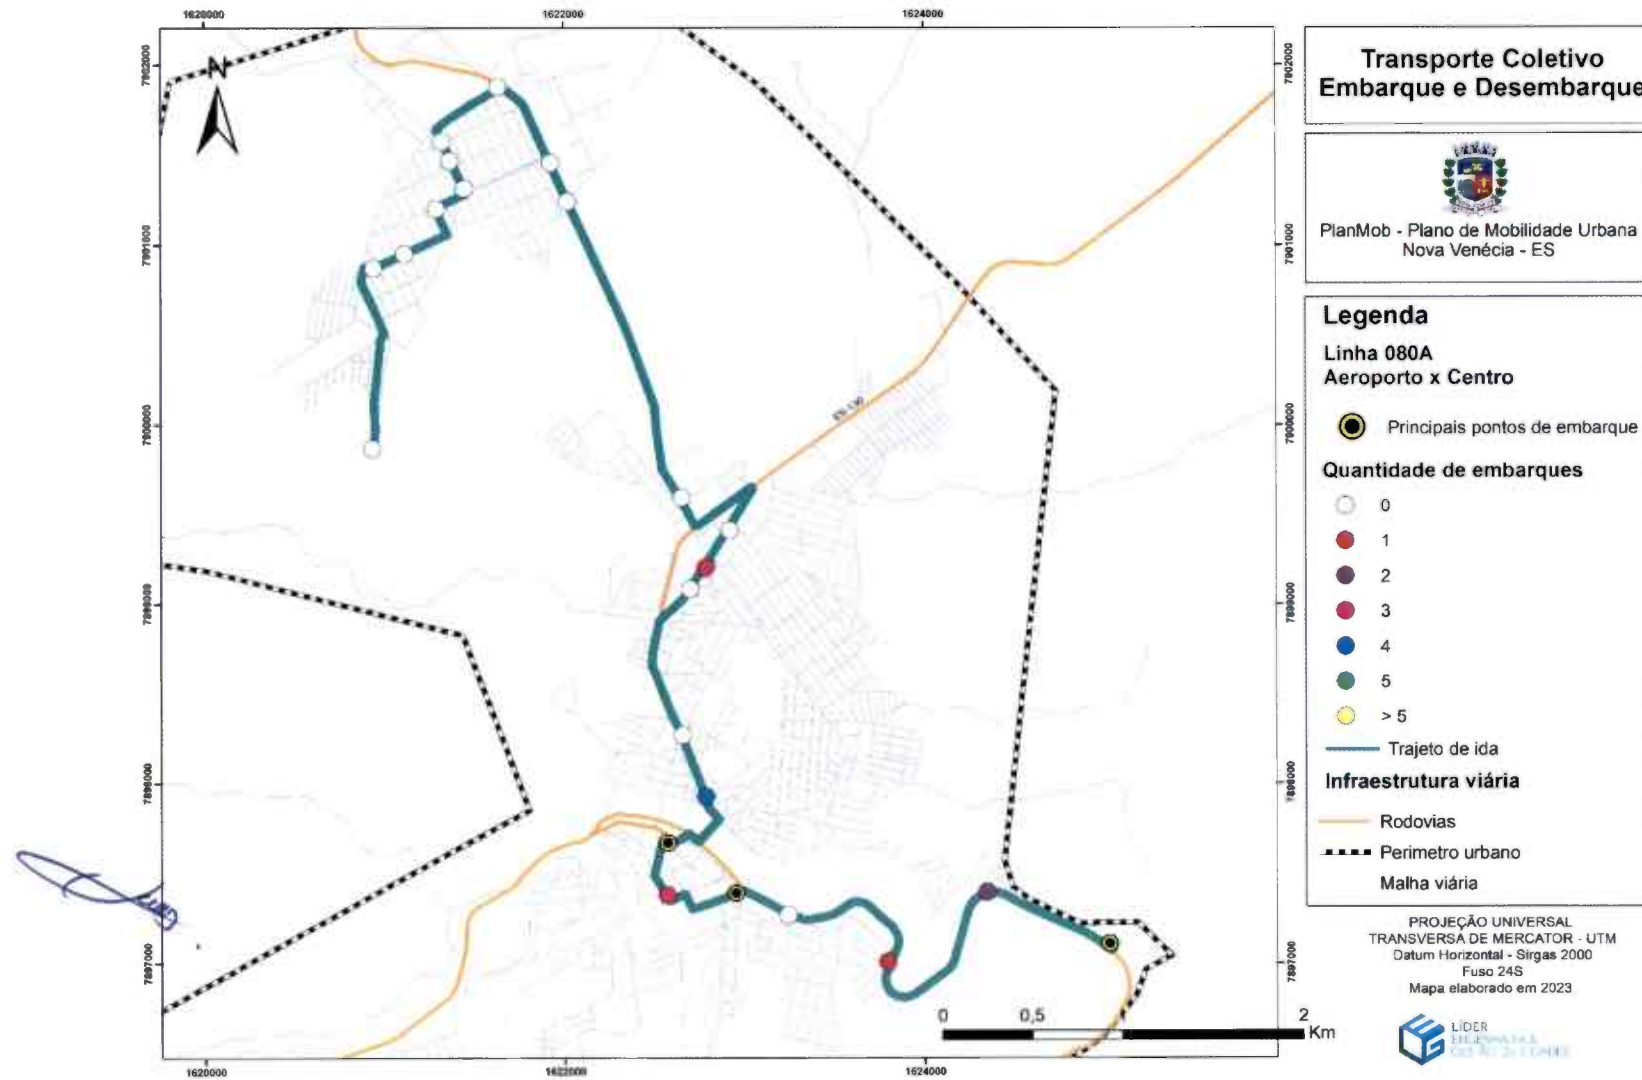 1620000
1622000
1624000
7902000
7901000
7900000
7899000
7898000
7897000
7902000
7901000
7900000
7899000
7898000
7897000
N
0
0,5
2
Km
1620000
1622000
1624000
Transporte Coletivo
Embarque e Desembarque
PlanMob - Plano de Mobilidade Urbana
Nova Venécia - ES
Legenda
Linha 080A
Aeroporto x Centro
Principais pontos de embarque
Quantidade de embarques
0
1
2
3
4
5
> 5
Trajeto de ida
Infraestrutura viária
Rodovias
Perimetro urbano
Malha viária
PROJEÇÃO UNIVERSAL
TRANSVERSA DE MERCATOR - UTM
Datum Horizontal - Sirgas 2000
Fuso 24S
Mapa elaborado em 2023
LÍDER